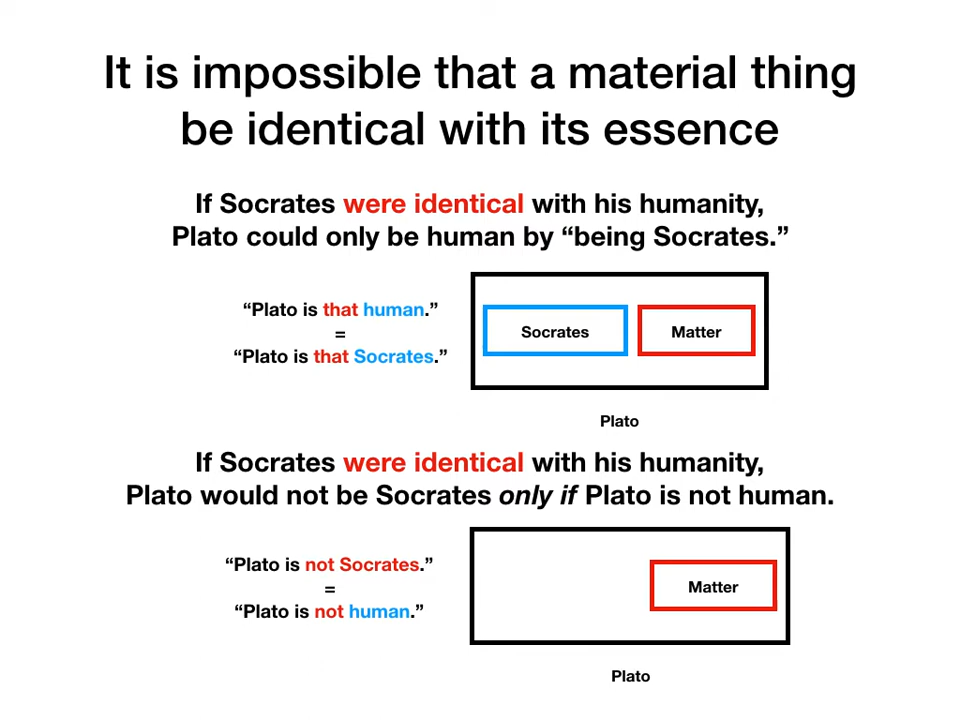 It is impossible that a material thing
be identical with its essence
If Socrates were identical with his humanity,
Plato could only be human by “being Socrates.”
“Plato is that human.”
=
“Plato is that Socrates.”
Socrates
Matter
Plato
If Socrates were identical with his humanity,
Plato would not be Socrates only if Plato is not human.
“Plato is not Socrates.”
=
“Plato is not human.”
Matter
Plato